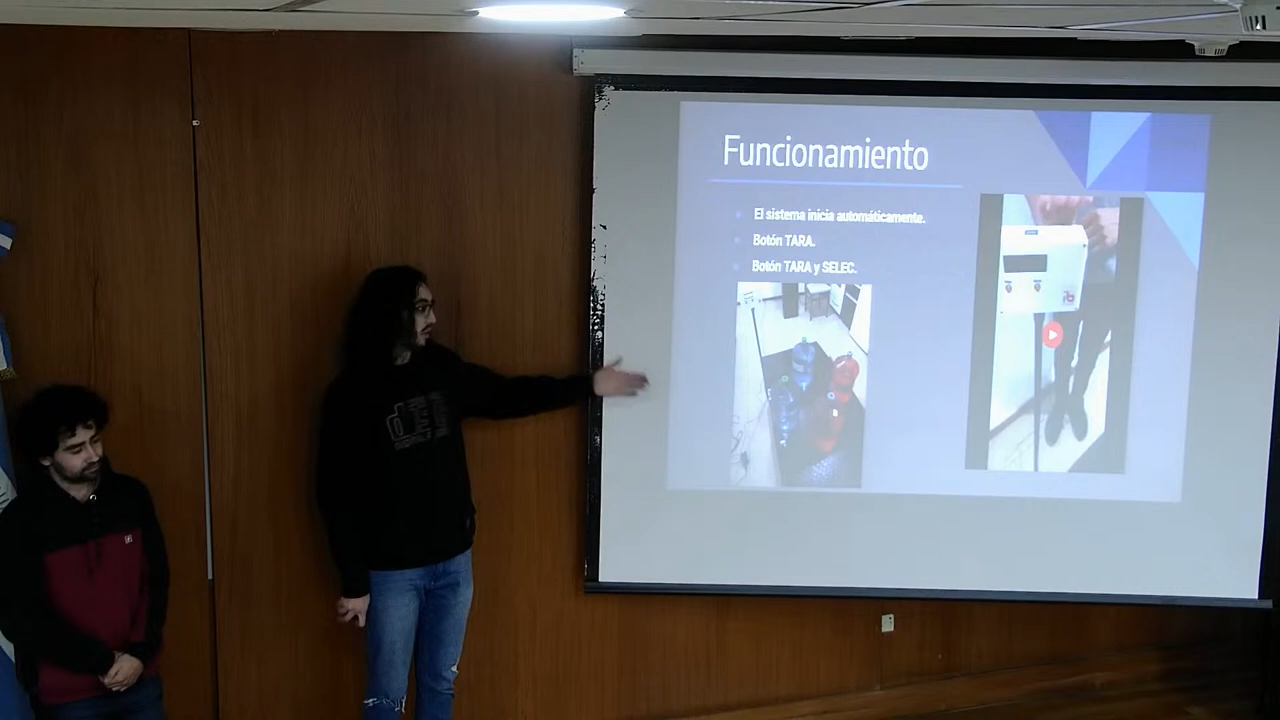 Funcionamiento
El sistema inicia automáticamente.
Botón TARA.
Botón TARA y SELEC.